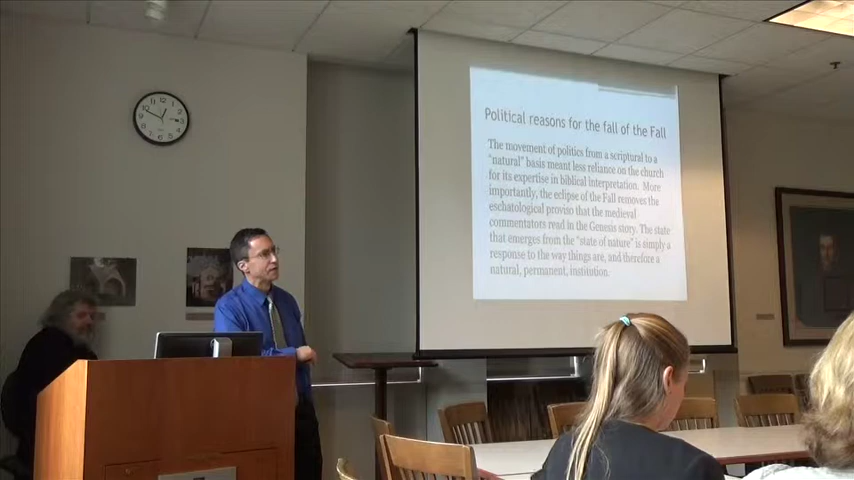 Political reasons for the fall of the Fall
The movement of politics from a scriptural to a
"natural" basis meant less reliance on the church
for its expertise in biblical interpretation. More
importantly, the eclipse of the Fall removes the
eschatological proviso that the medieval
commentators read in the Genesis story. The state
that emerges from the "state of nature" is simply a
response to the way things are, and therefore a
natural, permanent, institution.